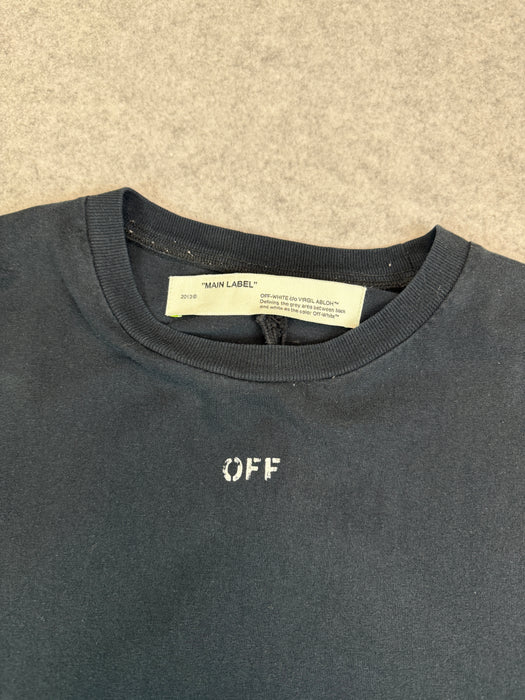 "MAIN LABEL"
2013©
OFF-WHITE c/o VIRGIL ABLOH™
Defining the grey area between black
and white as the color Off-White™
OFF